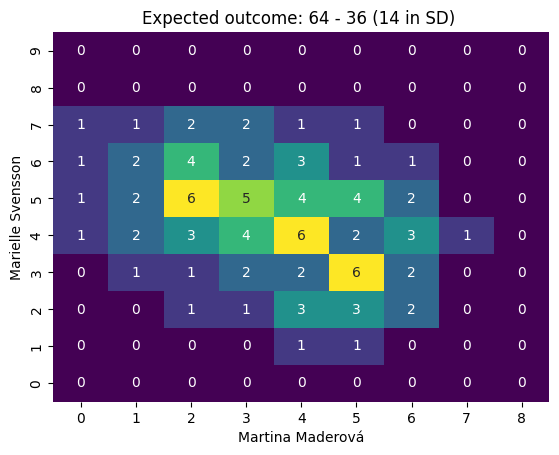 Expected outcome: 64 - 36 (14 in SD)
9 0 0 0 0 0 0 0 0 0
8 0 0 0 0 0 0 0 0 0
7 1 1 2 2 1 1 0 0 0
6 1 2 4 2 3 1 1 0 0
5 1 2 6 5 4 4 2 0 0
4 1 2 3 4 6 2 3 1 0
3 0 1 1 2 2 6 2 0 0
2 0 0 1 1 3 3 2 0 0
1 0 0 0 0 1 1 0 0 0
0 0 0 0 0 0 0 0 0 0
0 1 2 3 4 5 6 7 8
Marielle Svensson
Martina Maderová